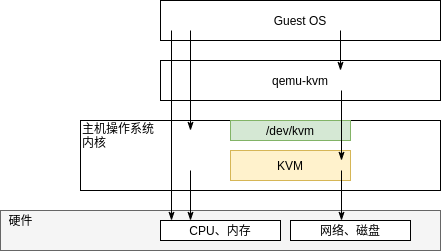 Guest OS
qemu-kvm
主机操作系统
内核
/dev/kvm
KVM
硬件
CPU、内存
网络、磁盘